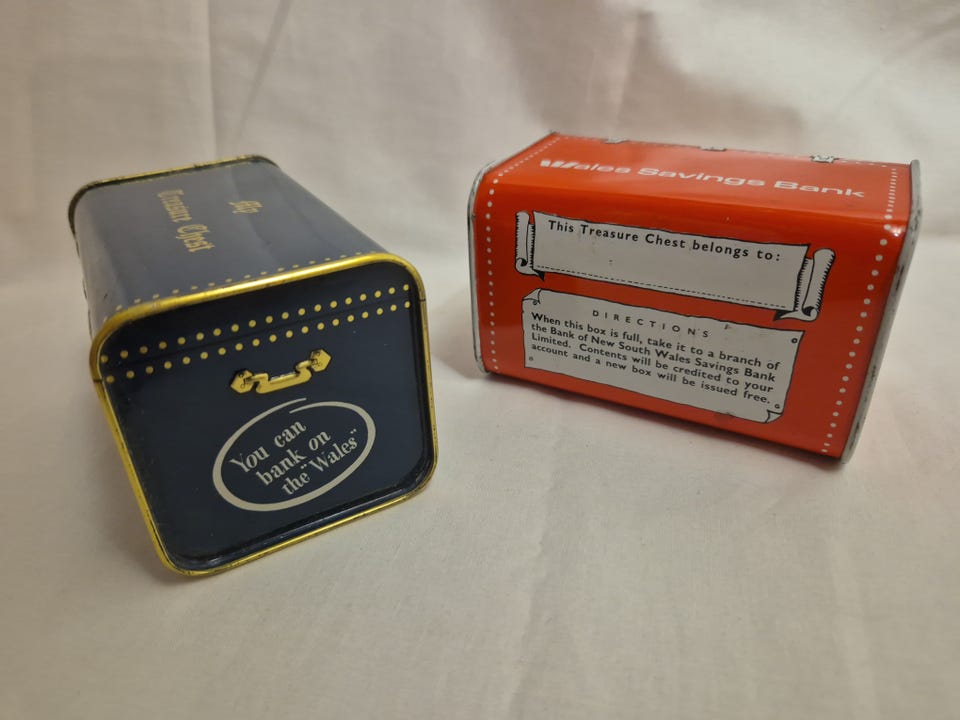 My
Treasure Chest
You can
bank on
the "Wales"
Wales Savings Bank
This Treasure Chest belongs to:
DIRECTIONS
When this box is full, take it to a branch of
the Bank of New South Wales Savings Bank
Limited. Contents will be credited to your
account and a new box will be issued free.